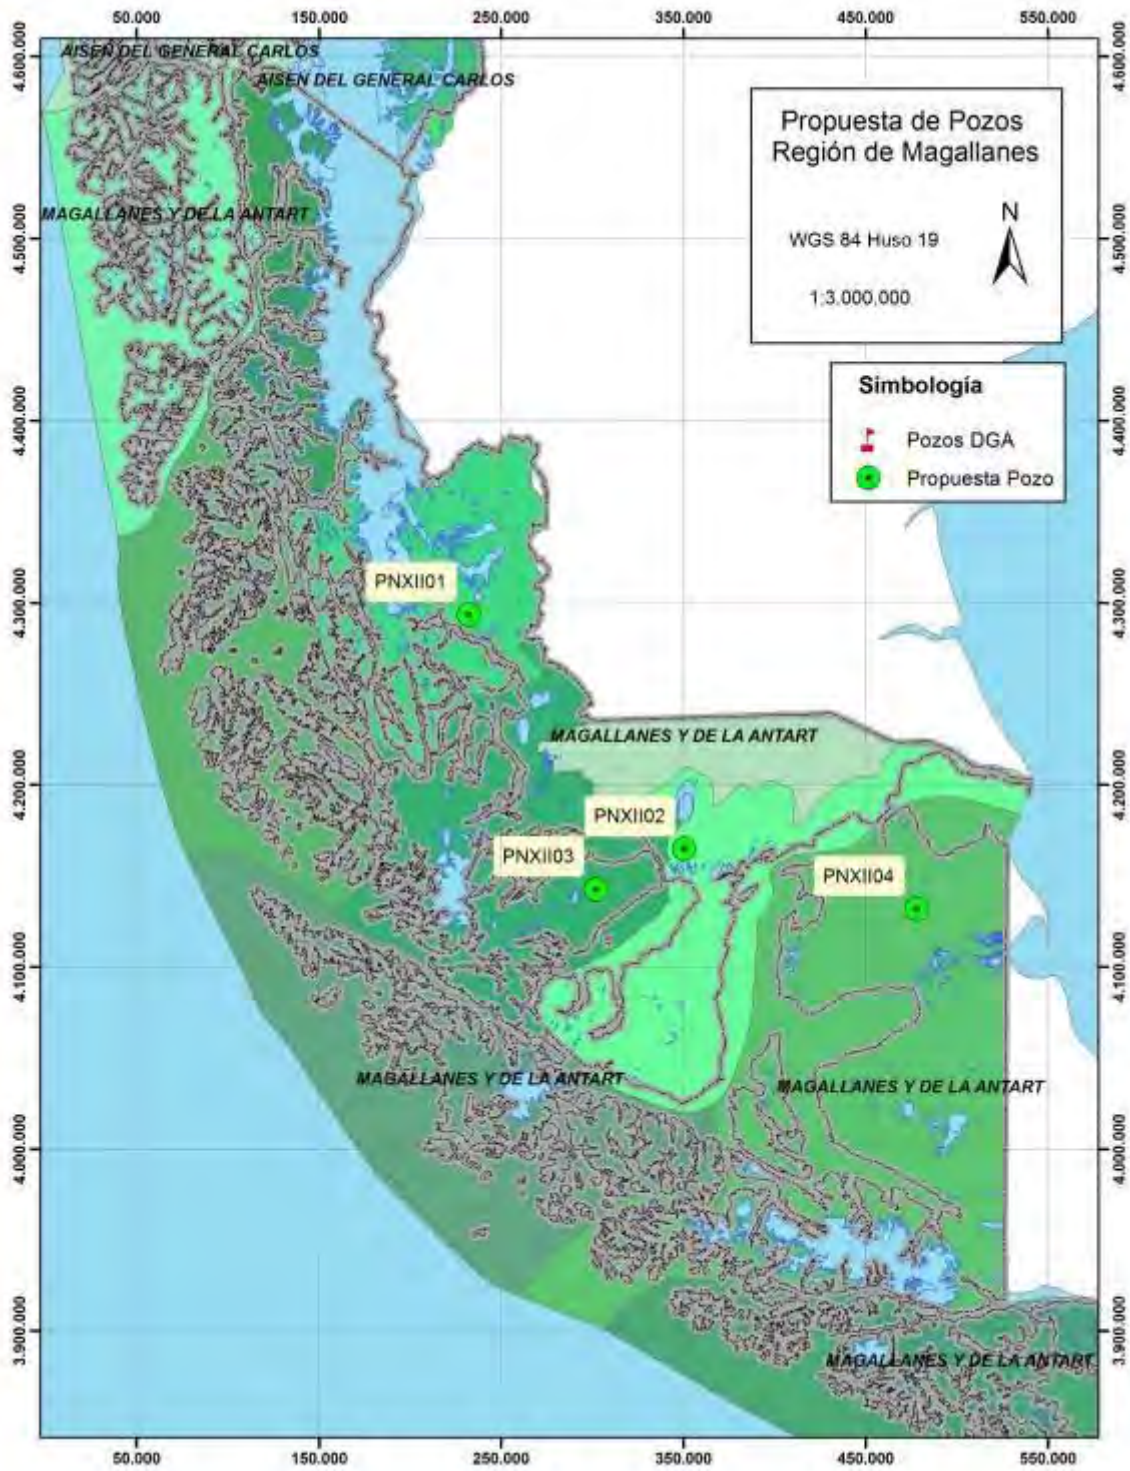 50.000 150.000 250.000 350.000 450.000 550.000
4.600.000 4.600.000
AISEN DEL GENERAL CARLOS
AISEN DEL GENERAL CARLOS
Propuesta de Pozos
Región de Magallanes
N
WGS 84 Huso 19
1:3.000.000
MAGALLANES Y DE LA ANTART
4.500.000 4.500.000
Simbología
Pozos DGA
Propuesta Pozo
4.400.000 4.400.000
PNXII01
4.300.000 4.300.000
MAGALLANES Y DE LA ANTART
4.200.000 4.200.000
PNXII02
PNXII03
PNXII04
4.100.000 4.100.000
MAGALLANES Y DE LA ANTART
MAGALLANES Y DE LA ANTART
4.000.000 4.000.000
3.900.000 3.900.000
MAGALLANES Y DE LA ANTART
50.000 150.000 250.000 350.000 450.000 550.000